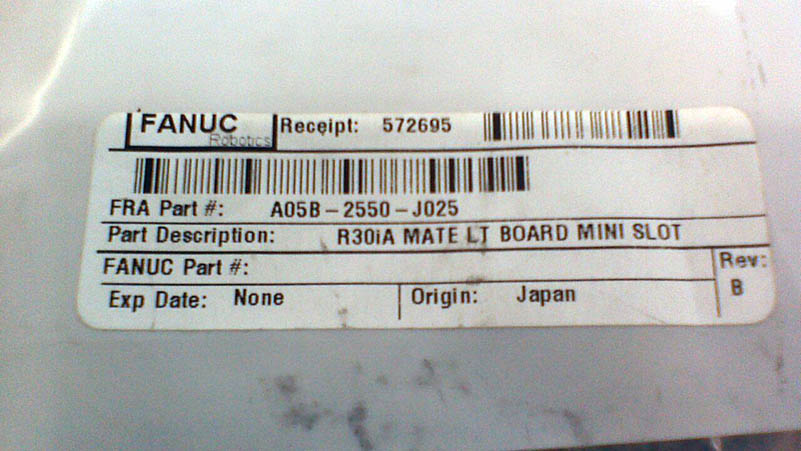 FANUC Robotics Receipt: 572695
FRA Part #: A05B-2550-J025
Part Description: R30iA MATE LT BOARD MINI SLOT
FANUC Part #: Rev: B
Exp Date: None Origin: Japan